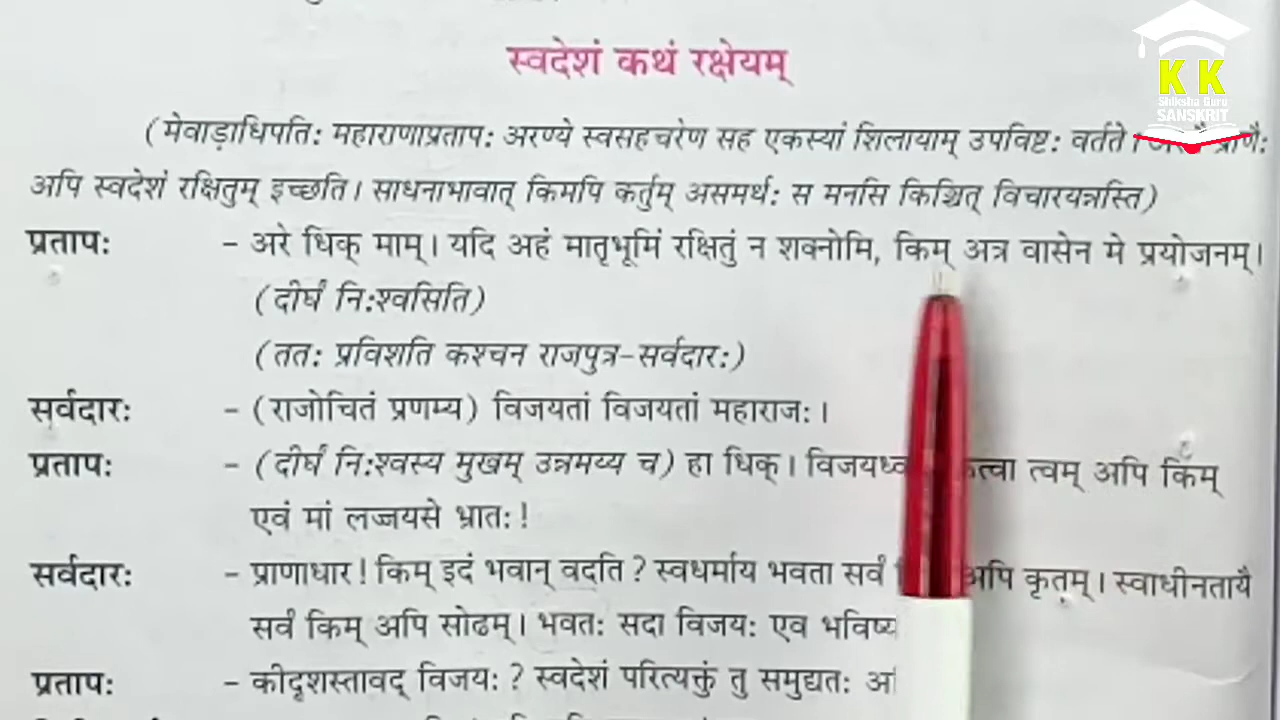 K K
Shiksha Guru
SANSKRIT
स्वदेशं कथं रक्षेयम्
(मेवाड़ाधिपतिः महाराणाप्रतापः अरण्ये स्वसहचरेण सह एकस्यां शिलायाम् उपविष्टः वर्तते।
अपि स्वदेशं रक्षितुम् इच्छति। साधनाभावात् किमपि कर्तुम् असमर्थः स मनसि किञ्चित् विचारयन्नस्ति)
प्रतापः – अरे धिक् माम्। यदि अहं मातृभूमिं रक्षितुं न शक्नोमि, किम् अत्र वासेन मे प्रयोजनम्।
(दीर्घं निःश्वसिति)
(ततः प्रविशति कश्चन राजपुत्र-सर्वदारः)
सर्वदारः – (राजोचितं प्रणम्य) विजयतां विजयतां महाराजः।
प्रतापः – (दीर्घं निःश्वस्य मुखम् उन्नमय्य च) हा धिक्। त्वम् अपि किम्
एवं मां लज्जयसे भ्रातः!
सर्वदारः – प्राणाधार! किम् इदं भवान् वदति? स्वधर्माय भवता सर्वं अपि कृतम्। स्वाधीनतायै
सर्वं किम् अपि सोढम्। भवतः सदा विजयः एव
प्रतापः – कीदृशस्तावद् विजयः? स्वदेशं परित्यक्तुं तु समुद्यतः